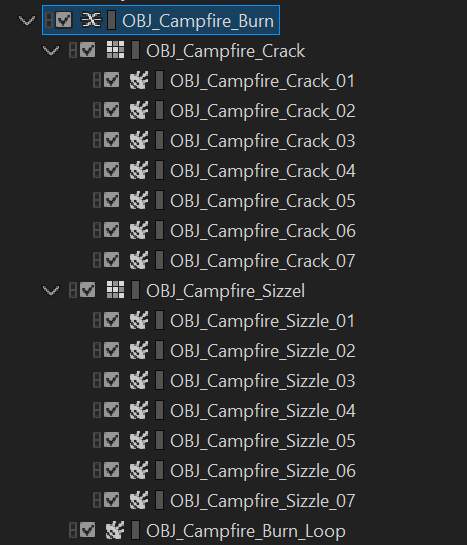 OBJ_Campfire_Burn
OBJ_Campfire_Crack
OBJ_Campfire_Crack_01
OBJ_Campfire_Crack_02
OBJ_Campfire_Crack_03
OBJ_Campfire_Crack_04
OBJ_Campfire_Crack_05
OBJ_Campfire_Crack_06
OBJ_Campfire_Crack_07
OBJ_Campfire_Sizzel
OBJ_Campfire_Sizzle_01
OBJ_Campfire_Sizzle_02
OBJ_Campfire_Sizzle_03
OBJ_Campfire_Sizzle_04
OBJ_Campfire_Sizzle_05
OBJ_Campfire_Sizzle_06
OBJ_Campfire_Sizzle_07
OBJ_Campfire_Burn_Loop